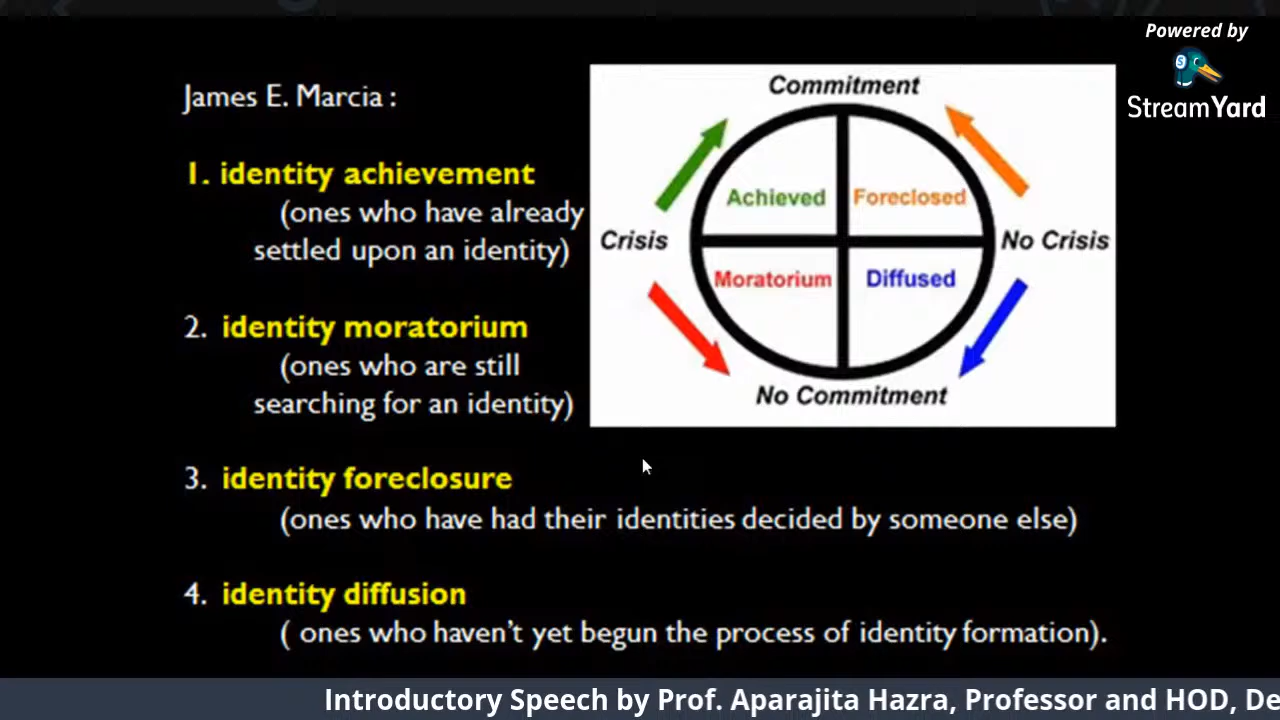 Powered by
StreamYard
James E. Marcia :
1. identity achievement
(ones who have already
settled upon an identity)
2. identity moratorium
(ones who are still
searching for an identity)
3. identity foreclosure
(ones who have had their identities decided by someone else)
4. identity diffusion
( ones who haven't yet begun the process of identity formation).
Commitment
Achieved
Foreclosed
Crisis
No Crisis
Moratorium
Diffused
No Commitment
Introductory Speech by Prof. Aparajita Hazra, Professor and HOD, De